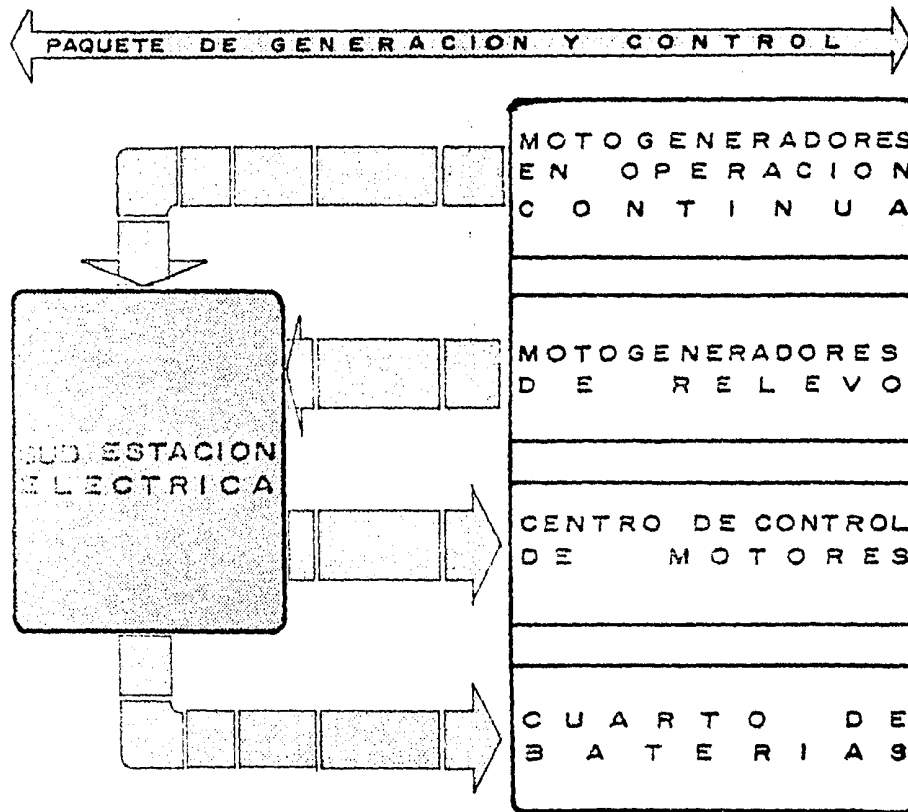 PAQUETE DE GENERACION Y CONTROL
MOTOGENERADORES
EN OPERACION
CONTINUA
MOTOGENERADORES
DE RELEVO
SUB ESTACION
ELECTRICA
CENTRO DE CONTROL
DE MOTORES
CUARTO DE
BATERIAS